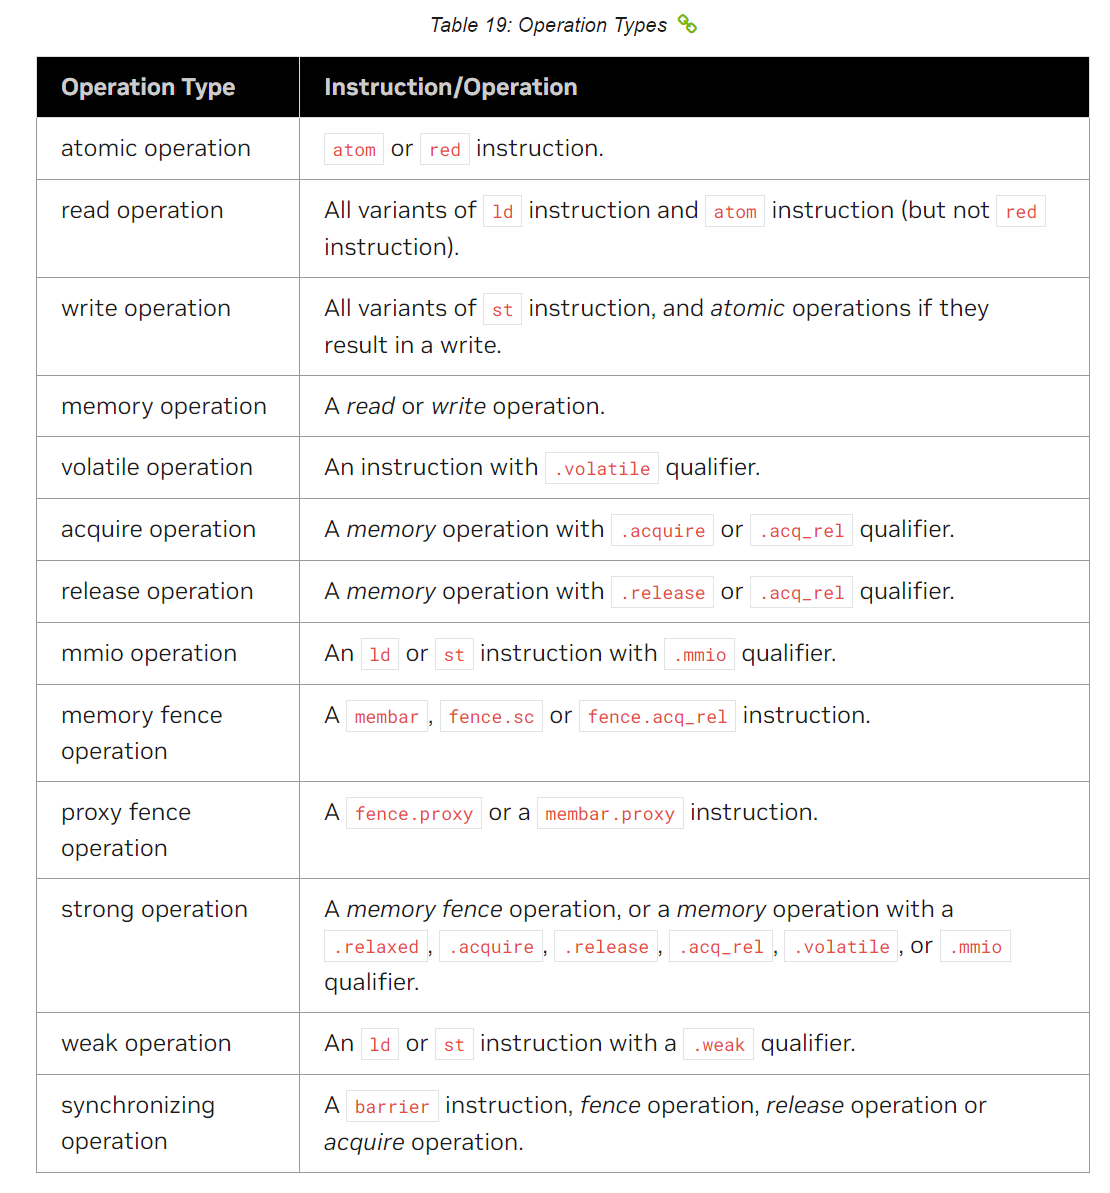 Table 19: Operation Types
Operation Type Instruction/Operation
atomic operation atom or red instruction.
read operation All variants of ld instruction and atom instruction (but not red
instruction).
write operation All variants of st instruction, and atomic operations if they
result in a write.
memory operation A read or write operation.
volatile operation An instruction with .volatile qualifier.
acquire operation A memory operation with .acquire or .acq_rel qualifier.
release operation A memory operation with .release or .acq_rel qualifier.
mmio operation An ld or st instruction with .mmio qualifier.
memory fence A membar, fence.sc or fence.acq_rel instruction.
operation
proxy fence A fence.proxy or a membar.proxy instruction.
operation
strong operation A memory fence operation, or a memory operation with a
.relaxed, .acquire, .release, .acq_rel, .volatile, or .mmio
qualifier.
weak operation An ld or st instruction with a .weak qualifier.
synchronizing A barrier instruction, fence operation, release operation or
operation acquire operation.